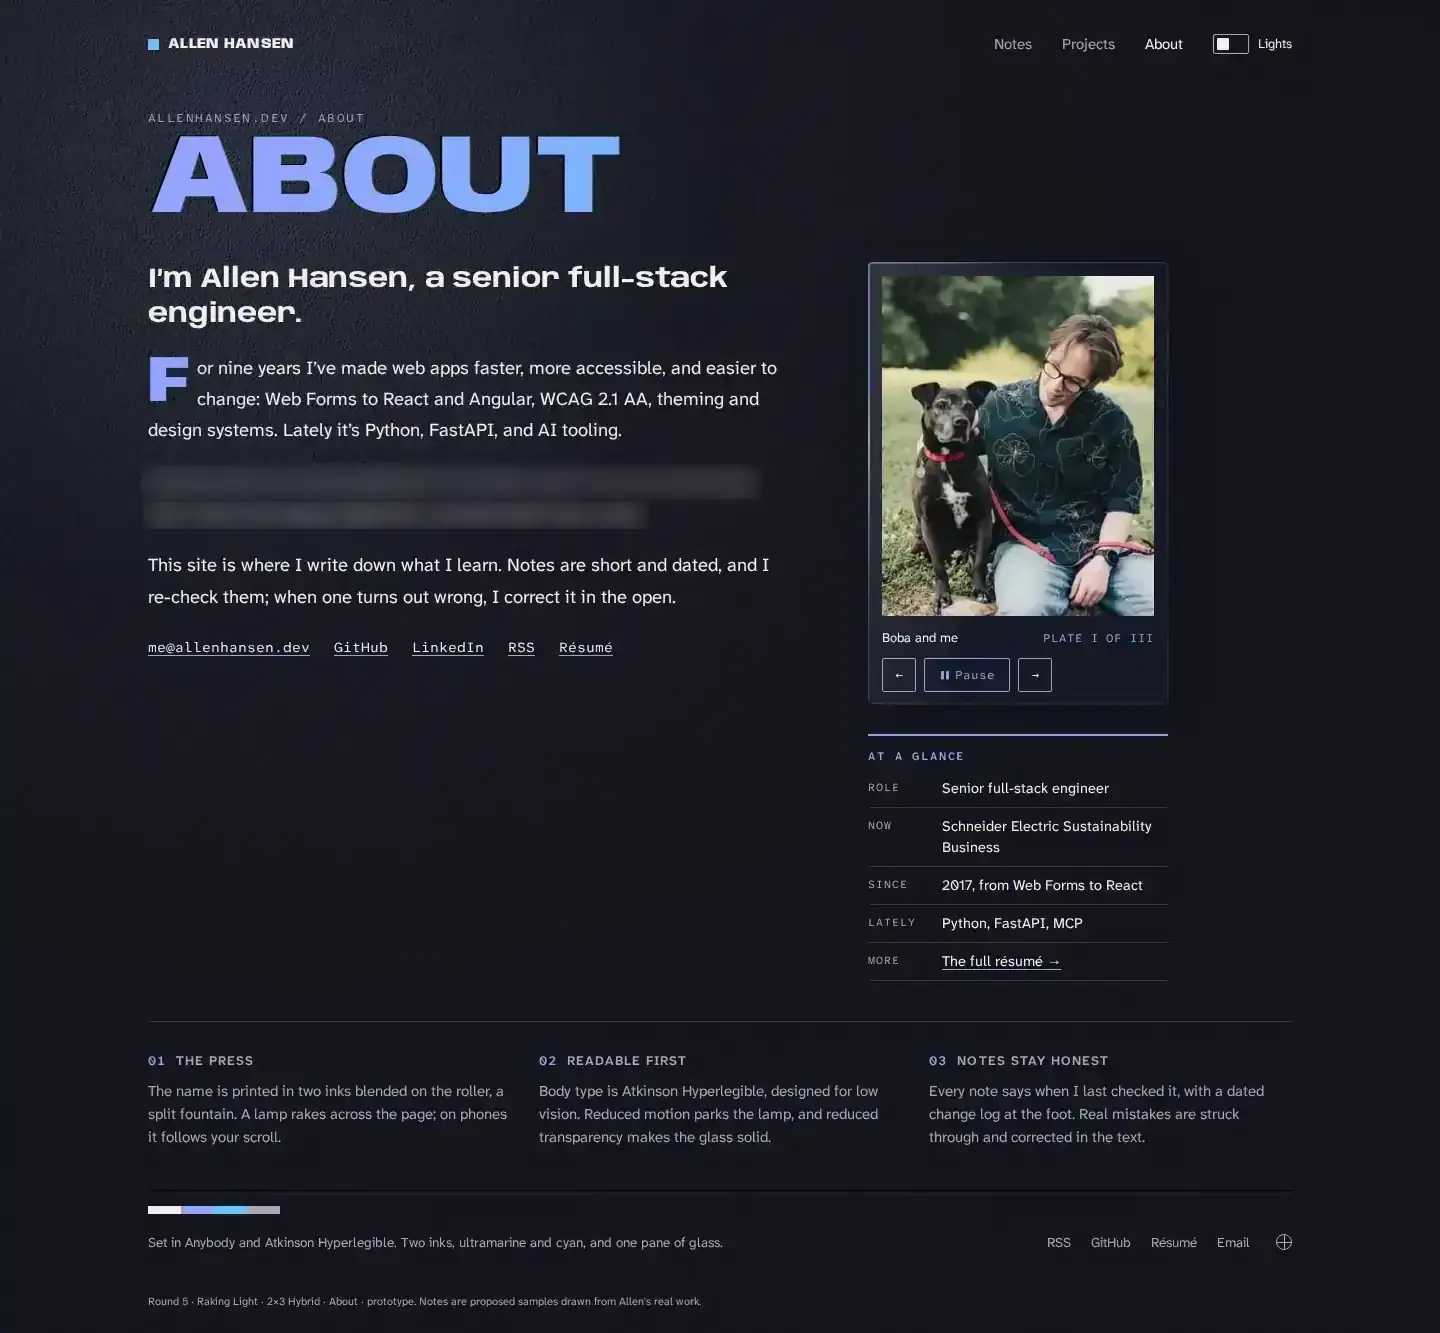 ALLEN HANSEN
Notes Projects About Lights
ALLENHANSEN.DEV / ABOUT
ABOUT
I'm Allen Hansen, a senior full-stack
engineer.
For nine years I've made web apps faster, more accessible, and easier to
change: Web Forms to React and Angular, WCAG 2.1 AA, theming and
design systems. Lately it's Python, FastAPI, and AI tooling.
This site is where I write down what I learn. Notes are short and dated, and I
re-check them; when one turns out wrong, I correct it in the open.
me@allenhansen.dev GitHub LinkedIn RSS Résumé
Boba and me PLATE I OF III
← Pause →
AT A GLANCE
ROLE Senior full-stack engineer
NOW Schneider Electric Sustainability
Business
SINCE 2017, from Web Forms to React
LATELY Python, FastAPI, MCP
MORE The full résumé →
01 THE PRESS
The name is printed in two inks blended on the roller, a
split fountain. A lamp rakes across the page; on phones
it follows your scroll.
02 READABLE FIRST
Body type is Atkinson Hyperlegible, designed for low
vision. Reduced motion parks the lamp, and reduced
transparency makes the glass solid.
03 NOTES STAY HONEST
Every note says when I last checked it, with a dated
change log at the foot. Real mistakes are struck
through and corrected in the text.
Set in Anybody and Atkinson Hyperlegible. Two inks, ultramarine and cyan, and one pane of glass.
RSS GitHub Résumé Email
Round 5 · Raking Light · 2×3 Hybrid · About · prototype. Notes are proposed samples drawn from Allen's real work.